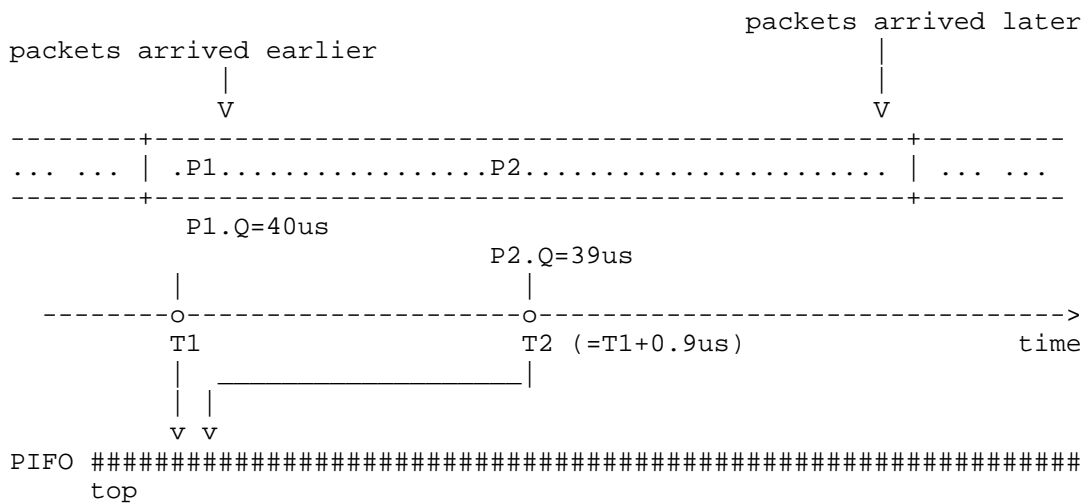 packets arrived later
packets arrived earlier |
| |
V V
--------+-----------------------------------------------+---------
... ... | .P1.................P2....................... | ... ...
--------+-----------------------------------------------+---------
P1.Q=40us
P2.Q=39us
| |
--------o---------------------o--------------------------------->
T1 T2 (=T1+0.9us) time
| ___________________|
| |
v v
PIFO ##############################################################
top